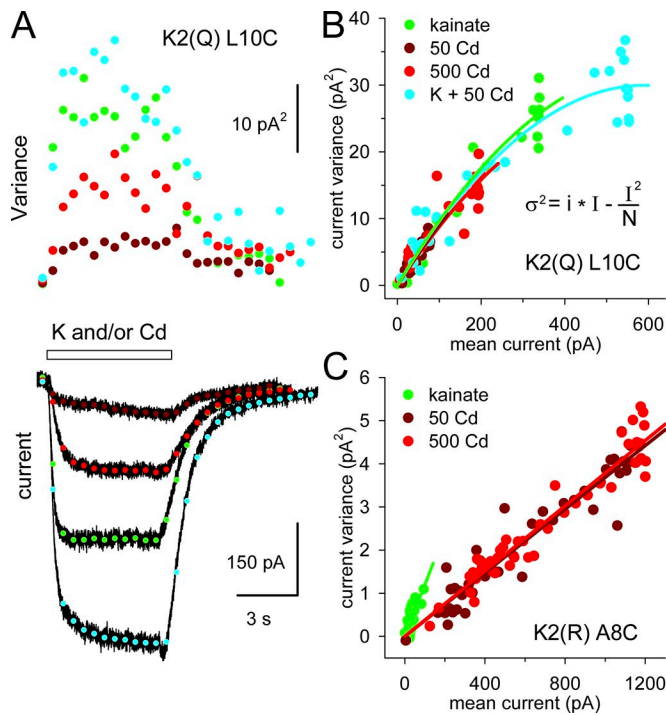 A
K2(Q) L10C
10 pA²
Variance
K and/or Cd
current
150 pA
3 s
B
kainate
50 Cd
500 Cd
K + 50 Cd
40
30
20
10
0
current variance (pA²)
σ² = i * I - I²/N
K2(Q) L10C
0 200 400 600
mean current (pA)
C
kainate
50 Cd
500 Cd
6
5
4
3
2
1
0
current variance (pA²)
K2(R) A8C
0 400 800 1200
mean current (pA)